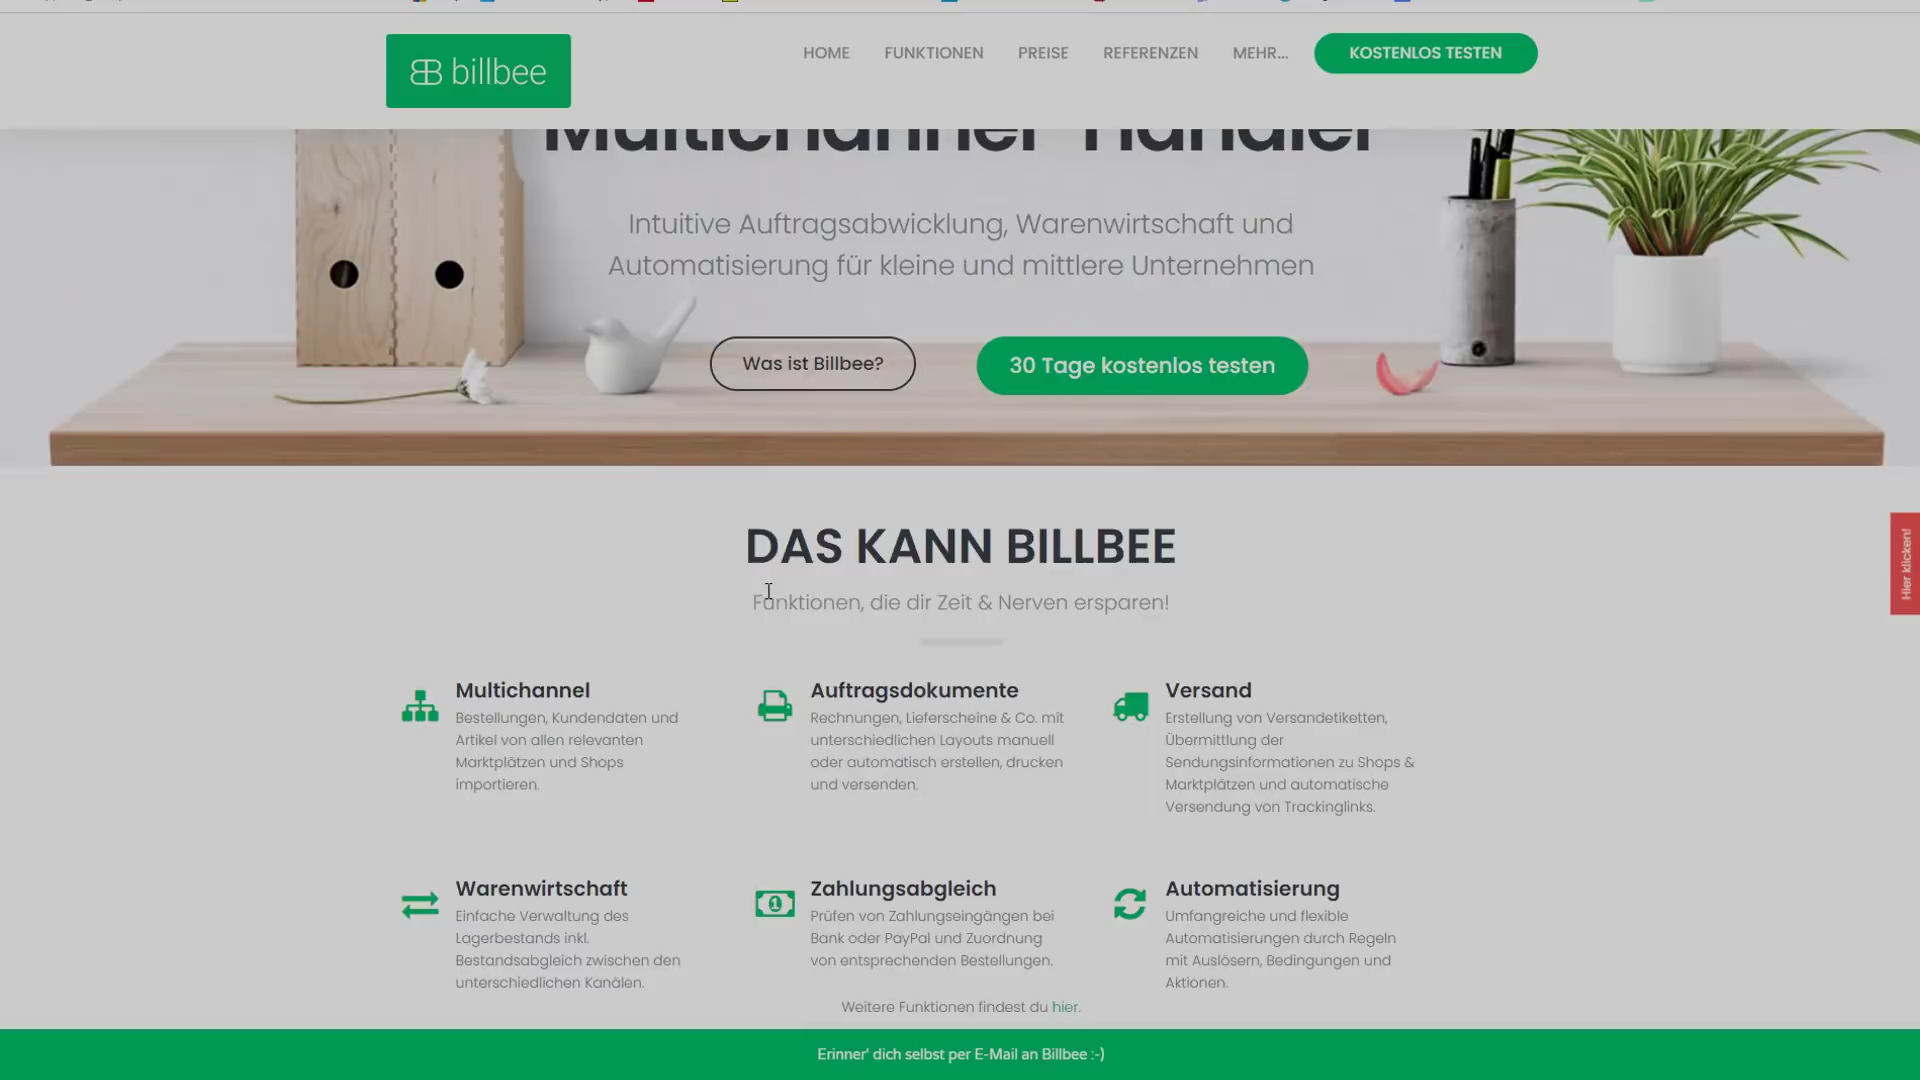 billbee
HOME FUNKTIONEN PREISE REFERENZEN MEHR... KOSTENLOS TESTEN
Multichannel Händler
Intuitive Auftragsabwicklung, Warenwirtschaft und
Automatisierung für kleine und mittlere Unternehmen
Was ist Billbee?
30 Tage kostenlos testen
Hier klicken!
DAS KANN BILLBEE
Funktionen, die dir Zeit & Nerven ersparen!
Multichannel
Bestellungen, Kundendaten und
Artikel von allen relevanten
Marktplätzen und Shops
importieren.
Auftragsdokumente
Rechnungen, Lieferscheine & Co. mit
unterschiedlichen Layouts manuell
oder automatisch erstellen, drucken
und versenden.
Versand
Erstellung von Versandetiketten,
Übermittlung der
Sendungsinformationen zu Shops &
Marktplätzen und automatische
Versendung von Trackinglinks.
Warenwirtschaft
Einfache Verwaltung des
Lagerbestands inkl.
Bestandsabgleich zwischen den
unterschiedlichen Kanälen.
Zahlungsabgleich
Prüfen von Zahlungseingängen bei
Bank oder PayPal und Zuordnung
von entsprechenden Bestellungen.
Automatisierung
Umfangreiche und flexible
Automatisierungen durch Regeln
mit Auslösern, Bedingungen und
Aktionen.
Weitere Funktionen findest du hier.
Erinner' dich selbst per E-Mail an Billbee :-)